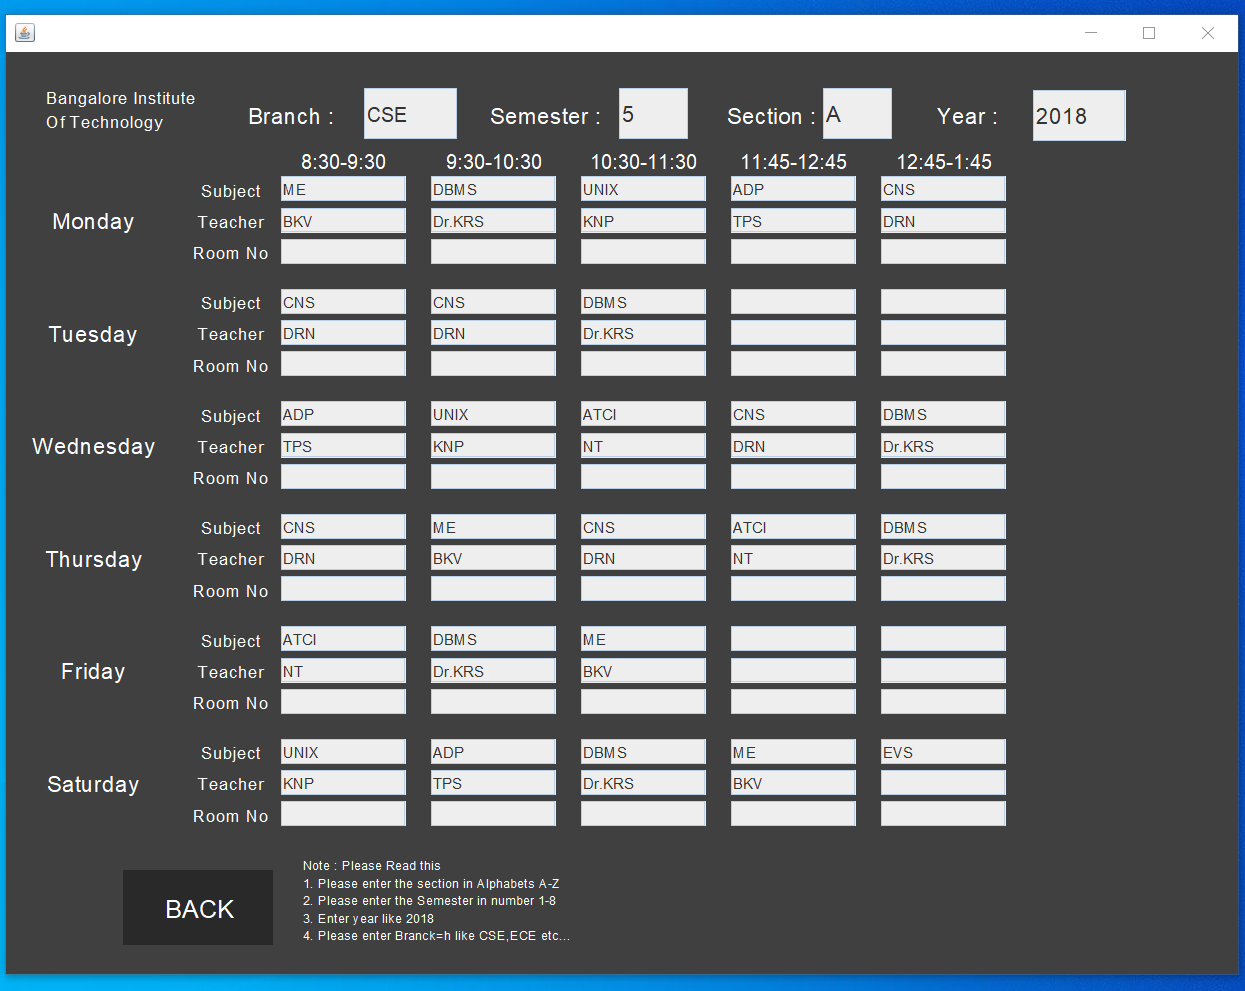 Bangalore Institute
Of Technology
Branch : CSE Semester : 5 Section : A Year : 2018
8:30-9:30 9:30-10:30 10:30-11:30 11:45-12:45 12:45-1:45
Subject ME DBMS UNIX ADP CNS
Monday Teacher BKV Dr.KRS KNP TPS DRN
Room No
Subject CNS CNS DBMS
Tuesday Teacher DRN DRN Dr.KRS
Room No
Subject ADP UNIX ATCI CNS DBMS
Wednesday Teacher TPS KNP NT DRN Dr.KRS
Room No
Subject CNS ME CNS ATCI DBMS
Thursday Teacher DRN BKV DRN NT Dr.KRS
Room No
Subject ATCI DBMS ME
Friday Teacher NT Dr.KRS BKV
Room No
Subject UNIX ADP DBMS ME EVS
Saturday Teacher KNP TPS Dr.KRS BKV
Room No
BACK
Note : Please Read this
1. Please enter the section in Alphabets A-Z
2. Please enter the Semester in number 1-8
3. Enter year like 2018
4. Please enter Branck=h like CSE,ECE etc...